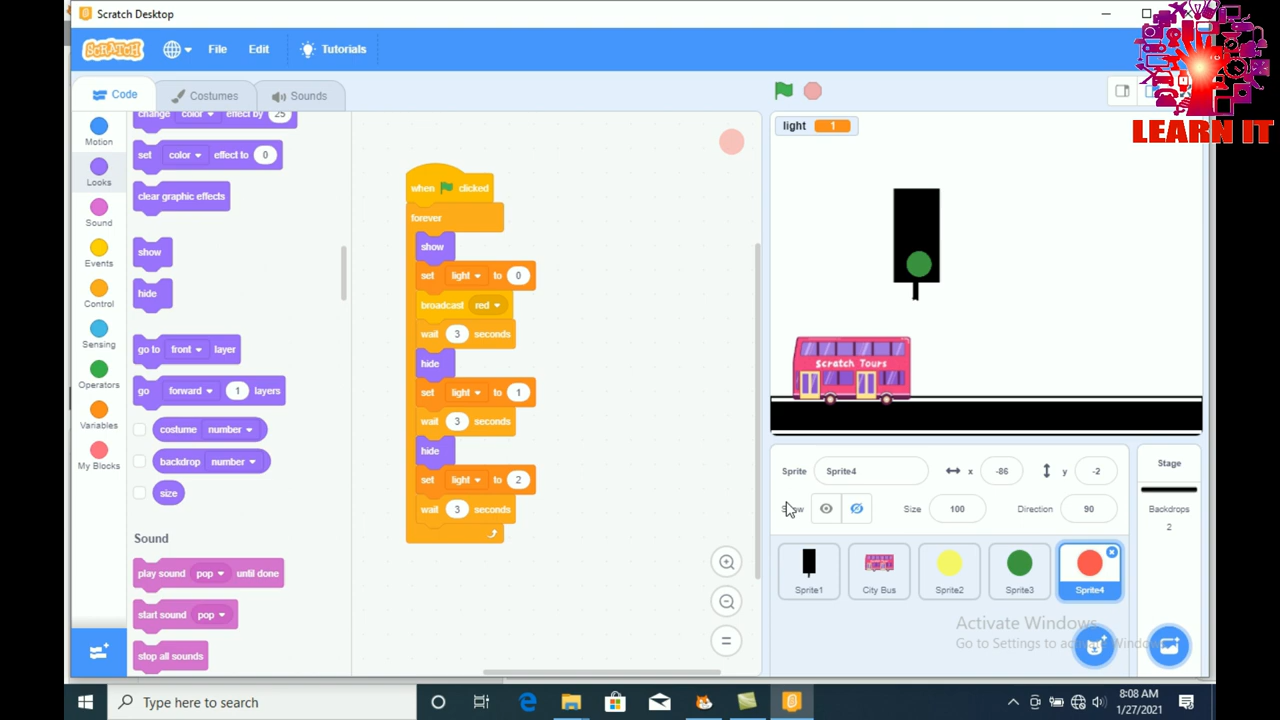 Scratch Desktop
SCRATCH
File
Edit
Tutorials
LEARN IT
Code
Costumes
Sounds
Motion
Looks
Sound
Events
Control
Sensing
Operators
Variables
My Blocks
change color effect by 25
set color effect to 0
clear graphic effects
show
hide
go to front layer
go forward 1 layers
costume number
backdrop number
size
Sound
play sound pop until done
start sound pop
stop all sounds
when clicked
forever
show
set light to 0
broadcast red
wait 3 seconds
hide
set light to 1
wait 3 seconds
hide
set light to 2
wait 3 seconds
light 1
Scratch Tours
Sprite Sprite4 x -86 y -2
Show Size 100 Direction 90
Sprite1
City Bus
Sprite2
Sprite3
Sprite4
Stage
Backdrops
2
Activate Windows
Go to Settings to activate Windows.
Type here to search
8:08 AM
1/27/2021